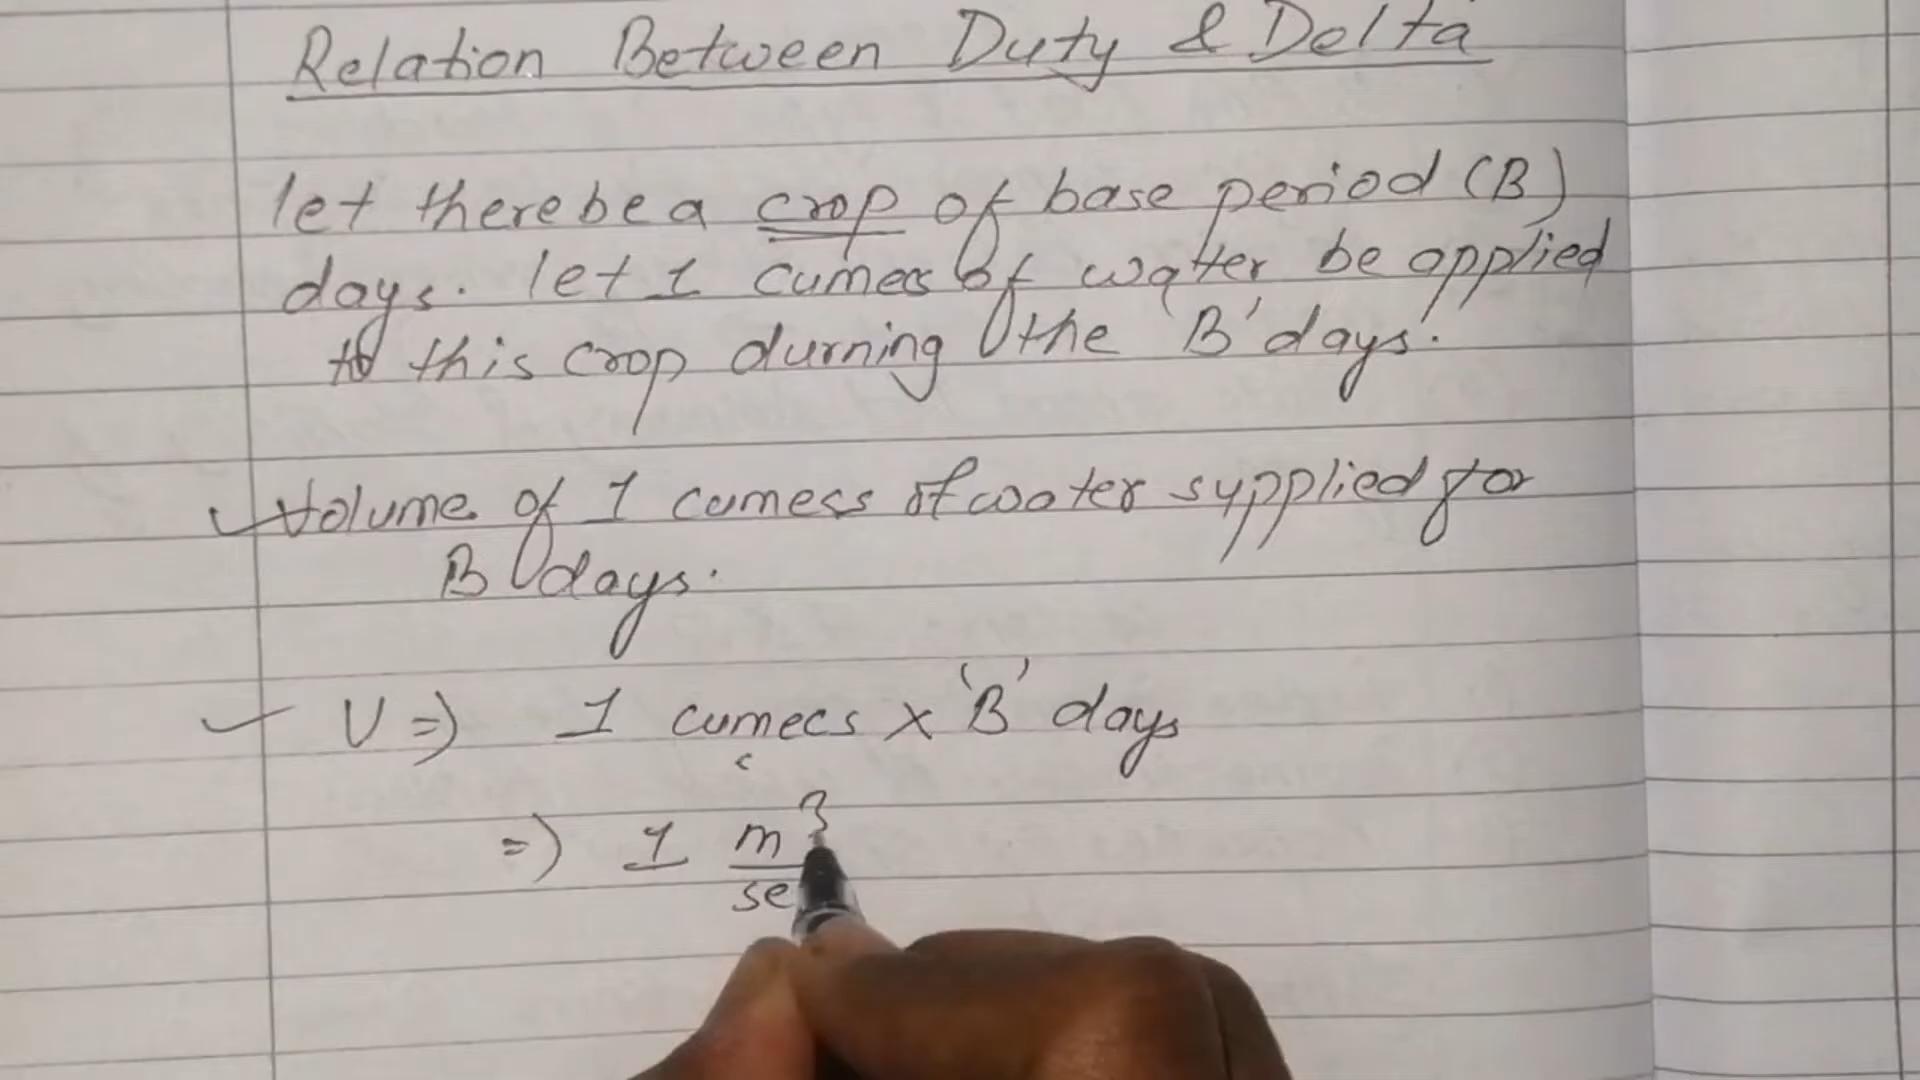 Relation Between Duty & Delta
let there be a crop of base period (B)
days. let 1 cumecs of water be applied
to this crop durning the 'B' days.
Volume of 1 cumess of water supplied for
B days.
V => 1 cumecs x 'B' days
=> 1 m3
se